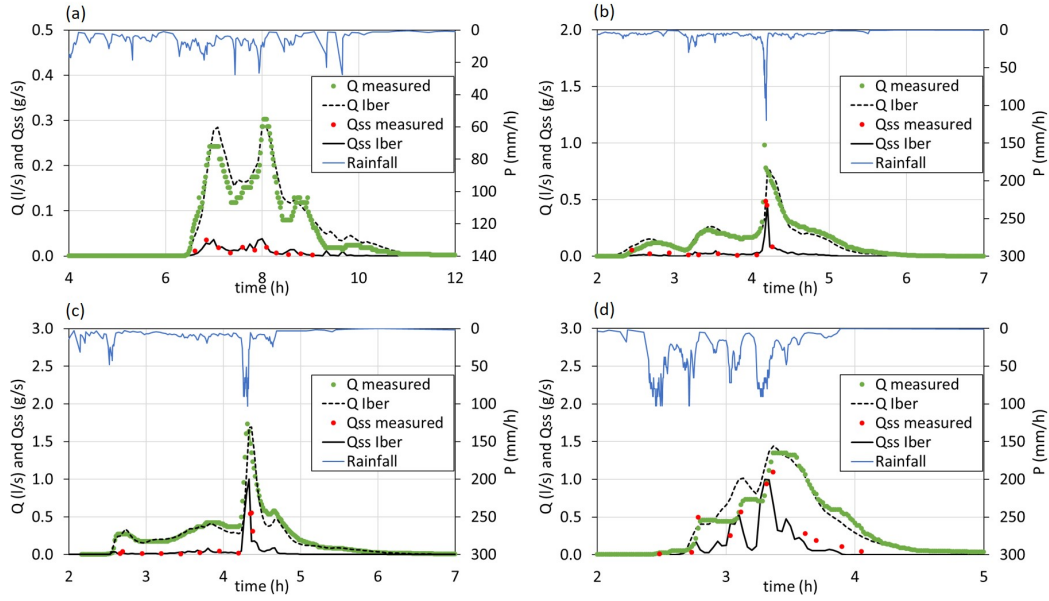 (a)
0.5
0.4
0.3
0.2
0.1
0.0
Q (l/s) and Qss (g/s)
4 6 8 10 12
time (h)
0
20
40
60
80
100
120
140
P (mm/h)
Q measured
Q Iber
Qss measured
Qss Iber
Rainfall
(b)
2.0
1.5
1.0
0.5
0.0
Q (l/s) and Qss (g/s)
2 3 4 5 6 7
time (h)
0
50
100
150
200
250
300
P (mm/h)
Q measured
Q Iber
Qss measured
Qss Iber
Rainfall
(c)
3.0
2.5
2.0
1.5
1.0
0.5
0.0
Q (l/s) and Qss (g/s)
2 3 4 5 6 7
time (h)
0
50
100
150
200
250
300
P (mm/h)
Q measured
Q Iber
Qss measured
Qss Iber
Rainfall
(d)
3.0
2.5
2.0
1.5
1.0
0.5
0.0
Q (l/s) and Qss (g/s)
2 3 4 5
time (h)
0
50
100
150
200
250
300
P (mm/h)
Q measured
Q Iber
Qss measured
Qss Iber
Rainfall